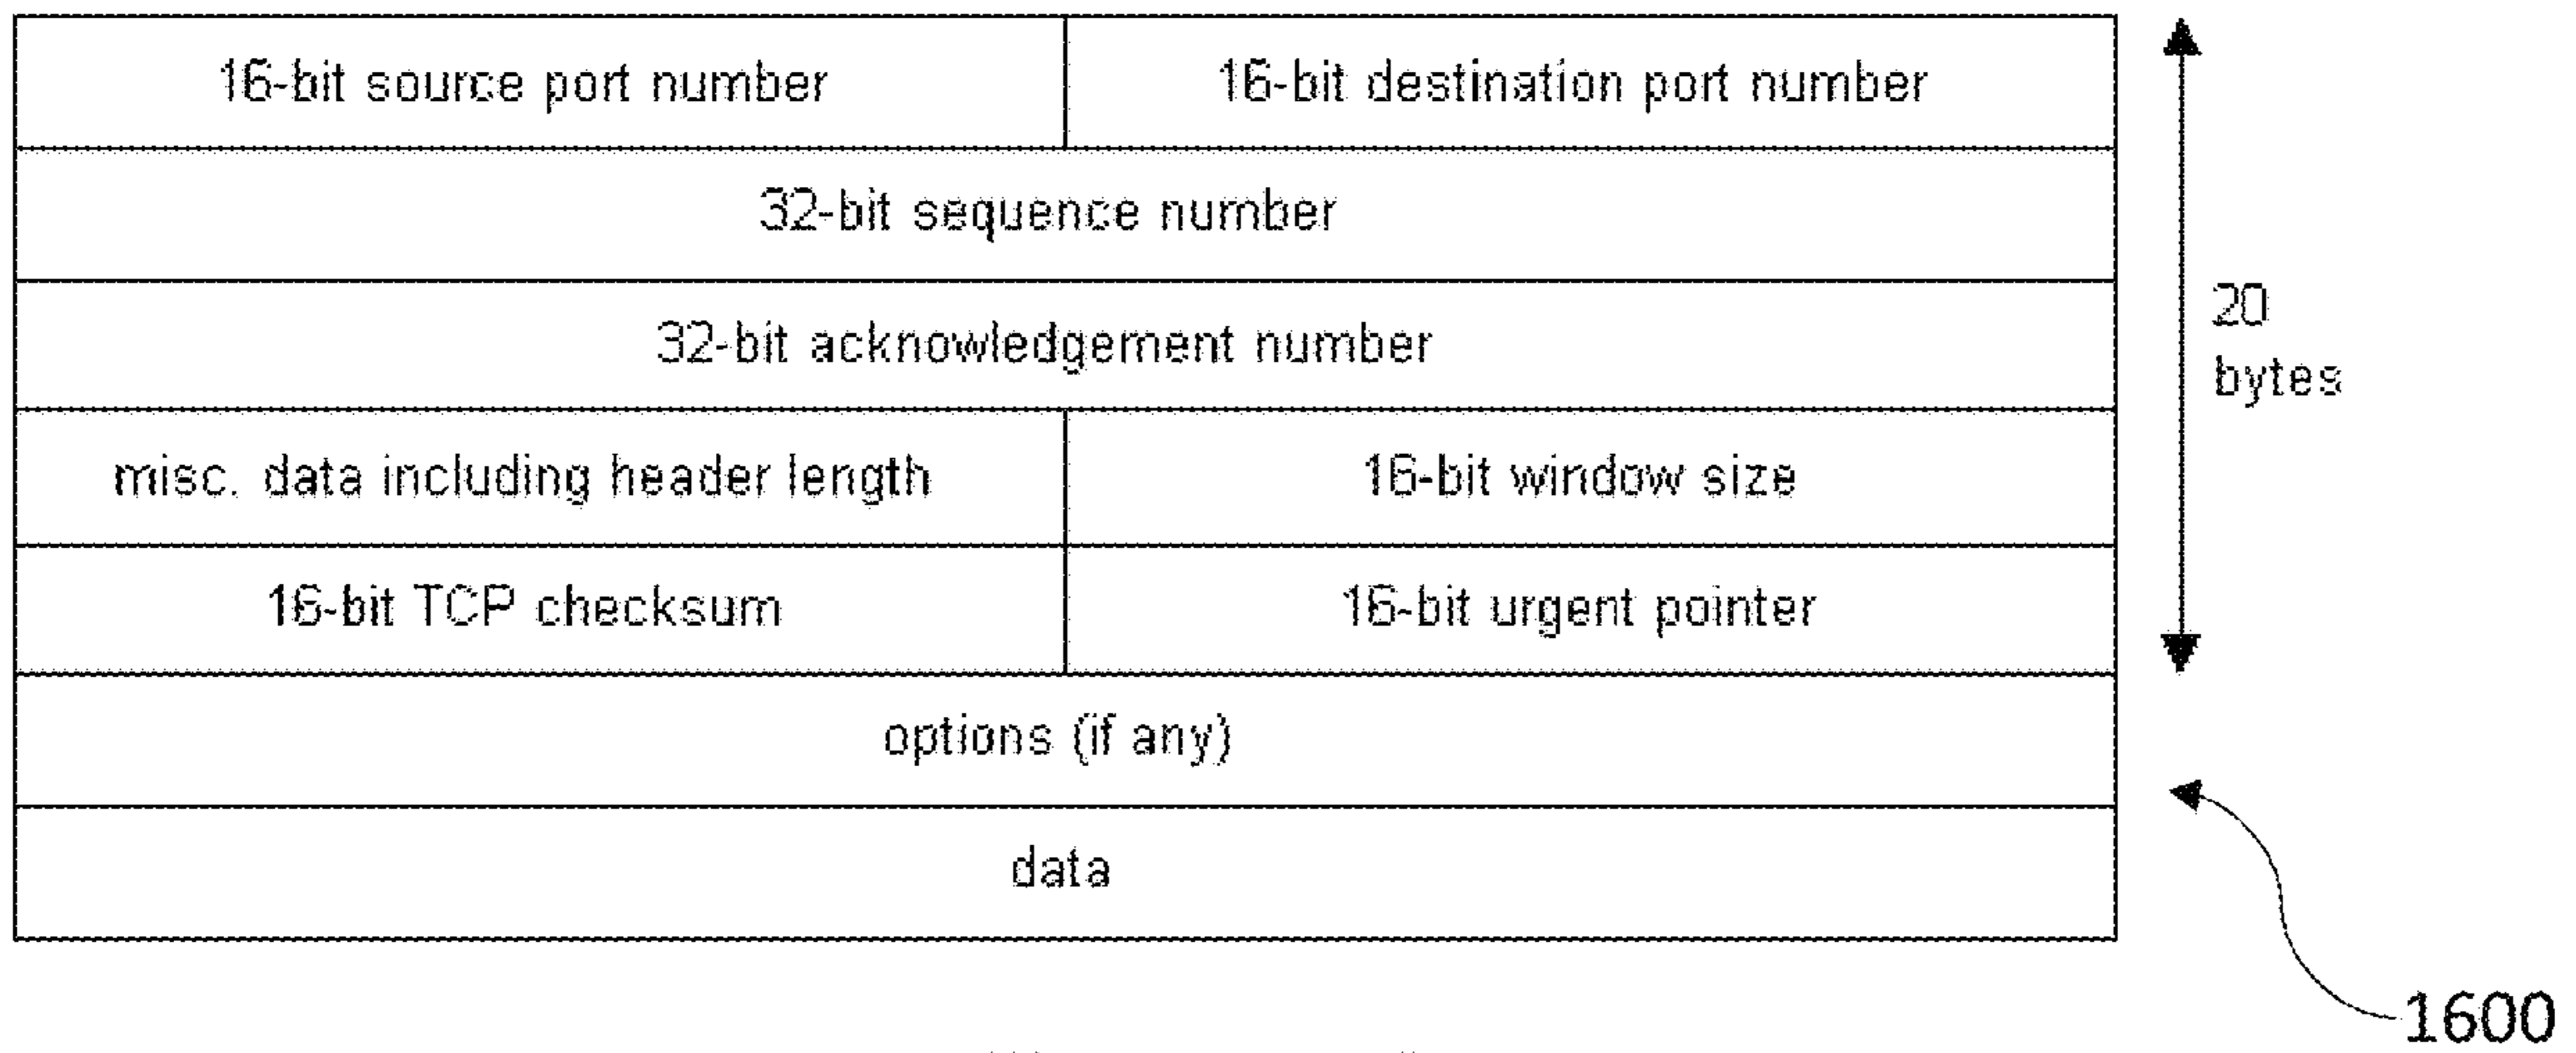 16-bit source port number 16-bit destination port number
32-bit sequence number
32-bit acknowledgement number
20
bytes
misc. data including header length 16-bit window size
16-bit TCP checksum 16-bit urgent pointer
options (if any)
data
1600